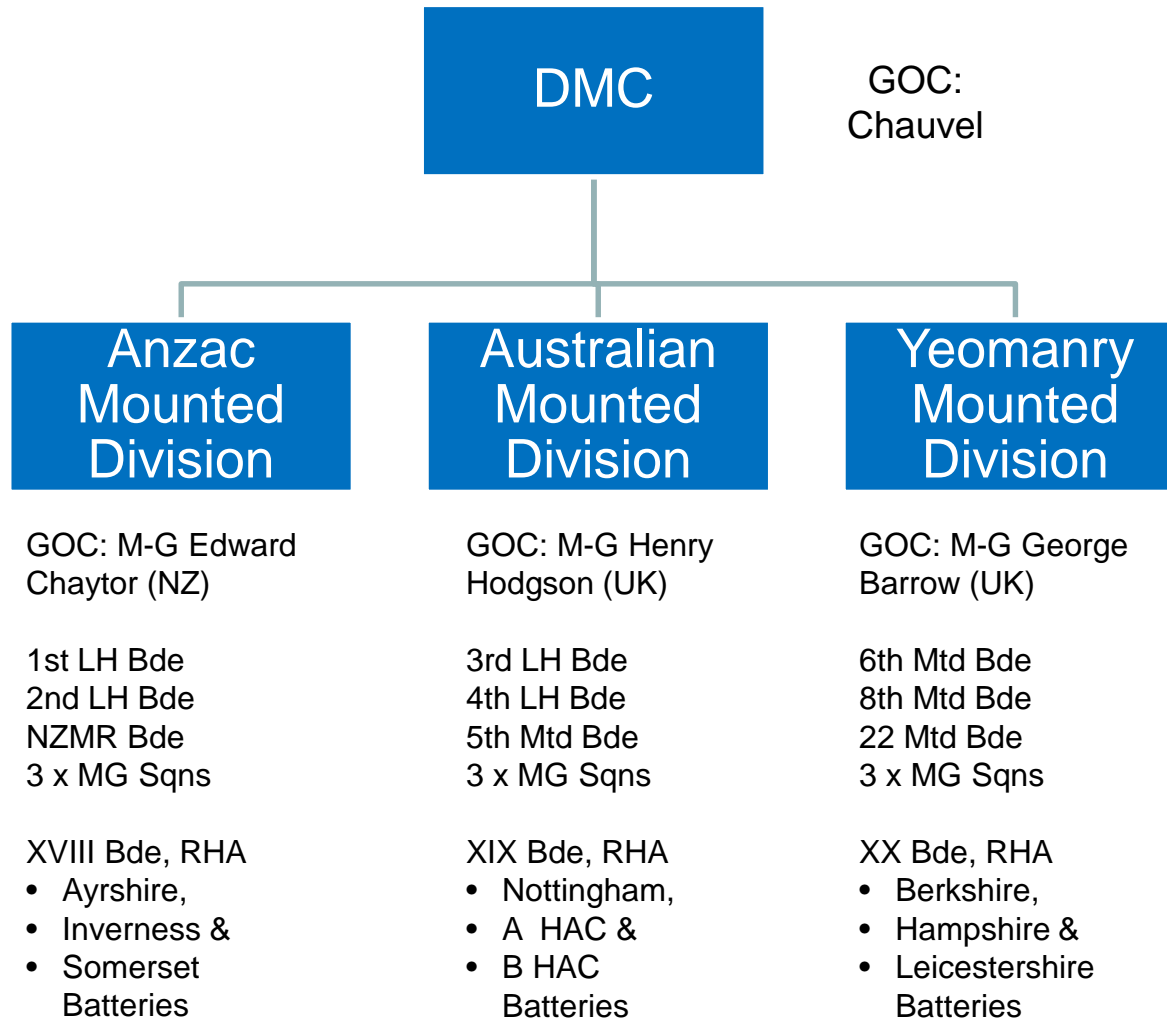 DMC
GOC:
Chauvel
Anzac
Mounted
Division
GOC: M-G Edward
Chaytor (NZ)
1st LH Bde
2nd LH Bde
NZMR Bde
3 x MG Sqns
XVIII Bde, RHA
• Ayrshire,
• Inverness &
• Somerset
Batteries
Australian
Mounted
Division
GOC: M-G Henry
Hodgson (UK)
3rd LH Bde
4th LH Bde
5th Mtd Bde
3 x MG Sqns
XIX Bde, RHA
• Nottingham,
• A HAC &
• B HAC
Batteries
Yeomanry
Mounted
Division
GOC: M-G George
Barrow (UK)
6th Mtd Bde
8th Mtd Bde
22 Mtd Bde
3 x MG Sqns
XX Bde, RHA
• Berkshire,
• Hampshire &
• Leicestershire
Batteries